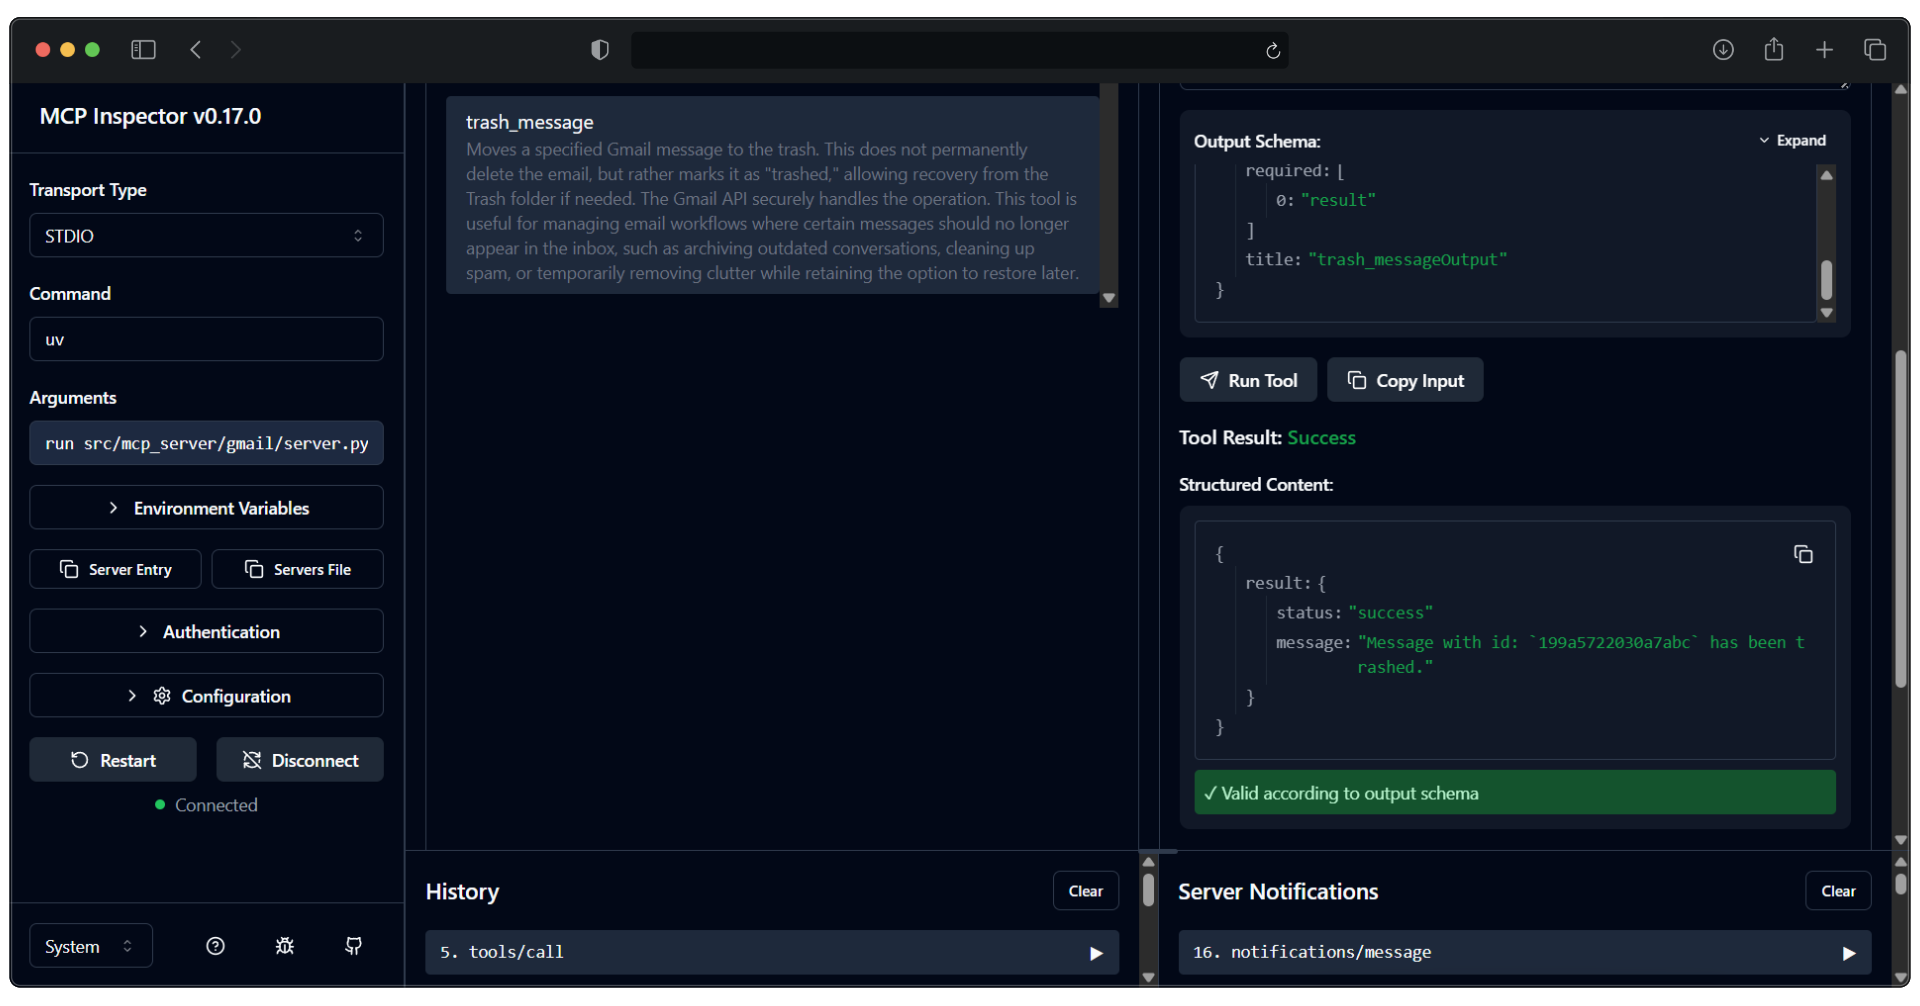 MCP Inspector v0.17.0
Transport Type
STDIO
Command
uv
Arguments
run src/mcp_server/gmail/server.py
Environment Variables
Server Entry
Servers File
Authentication
Configuration
Restart
Disconnect
Connected
System
trash_message
Moves a specified Gmail message to the trash. This does not permanently
delete the email, but rather marks it as "trashed," allowing recovery from the
Trash folder if needed. The Gmail API securely handles the operation. This tool is
useful for managing email workflows where certain messages should no longer
appear in the inbox, such as archiving outdated conversations, cleaning up
spam, or temporarily removing clutter while retaining the option to restore later.
Output Schema:
Expand
required: [
0: "result"
]
title: "trash_messageOutput"
}
Run Tool
Copy Input
Tool Result: Success
Structured Content:
{
result: {
status: "success"
message: "Message with id: `199a5722030a7abc` has been t
rashed."
}
}
✓ Valid according to output schema
History
Clear
5. tools/call
Server Notifications
Clear
16. notifications/message